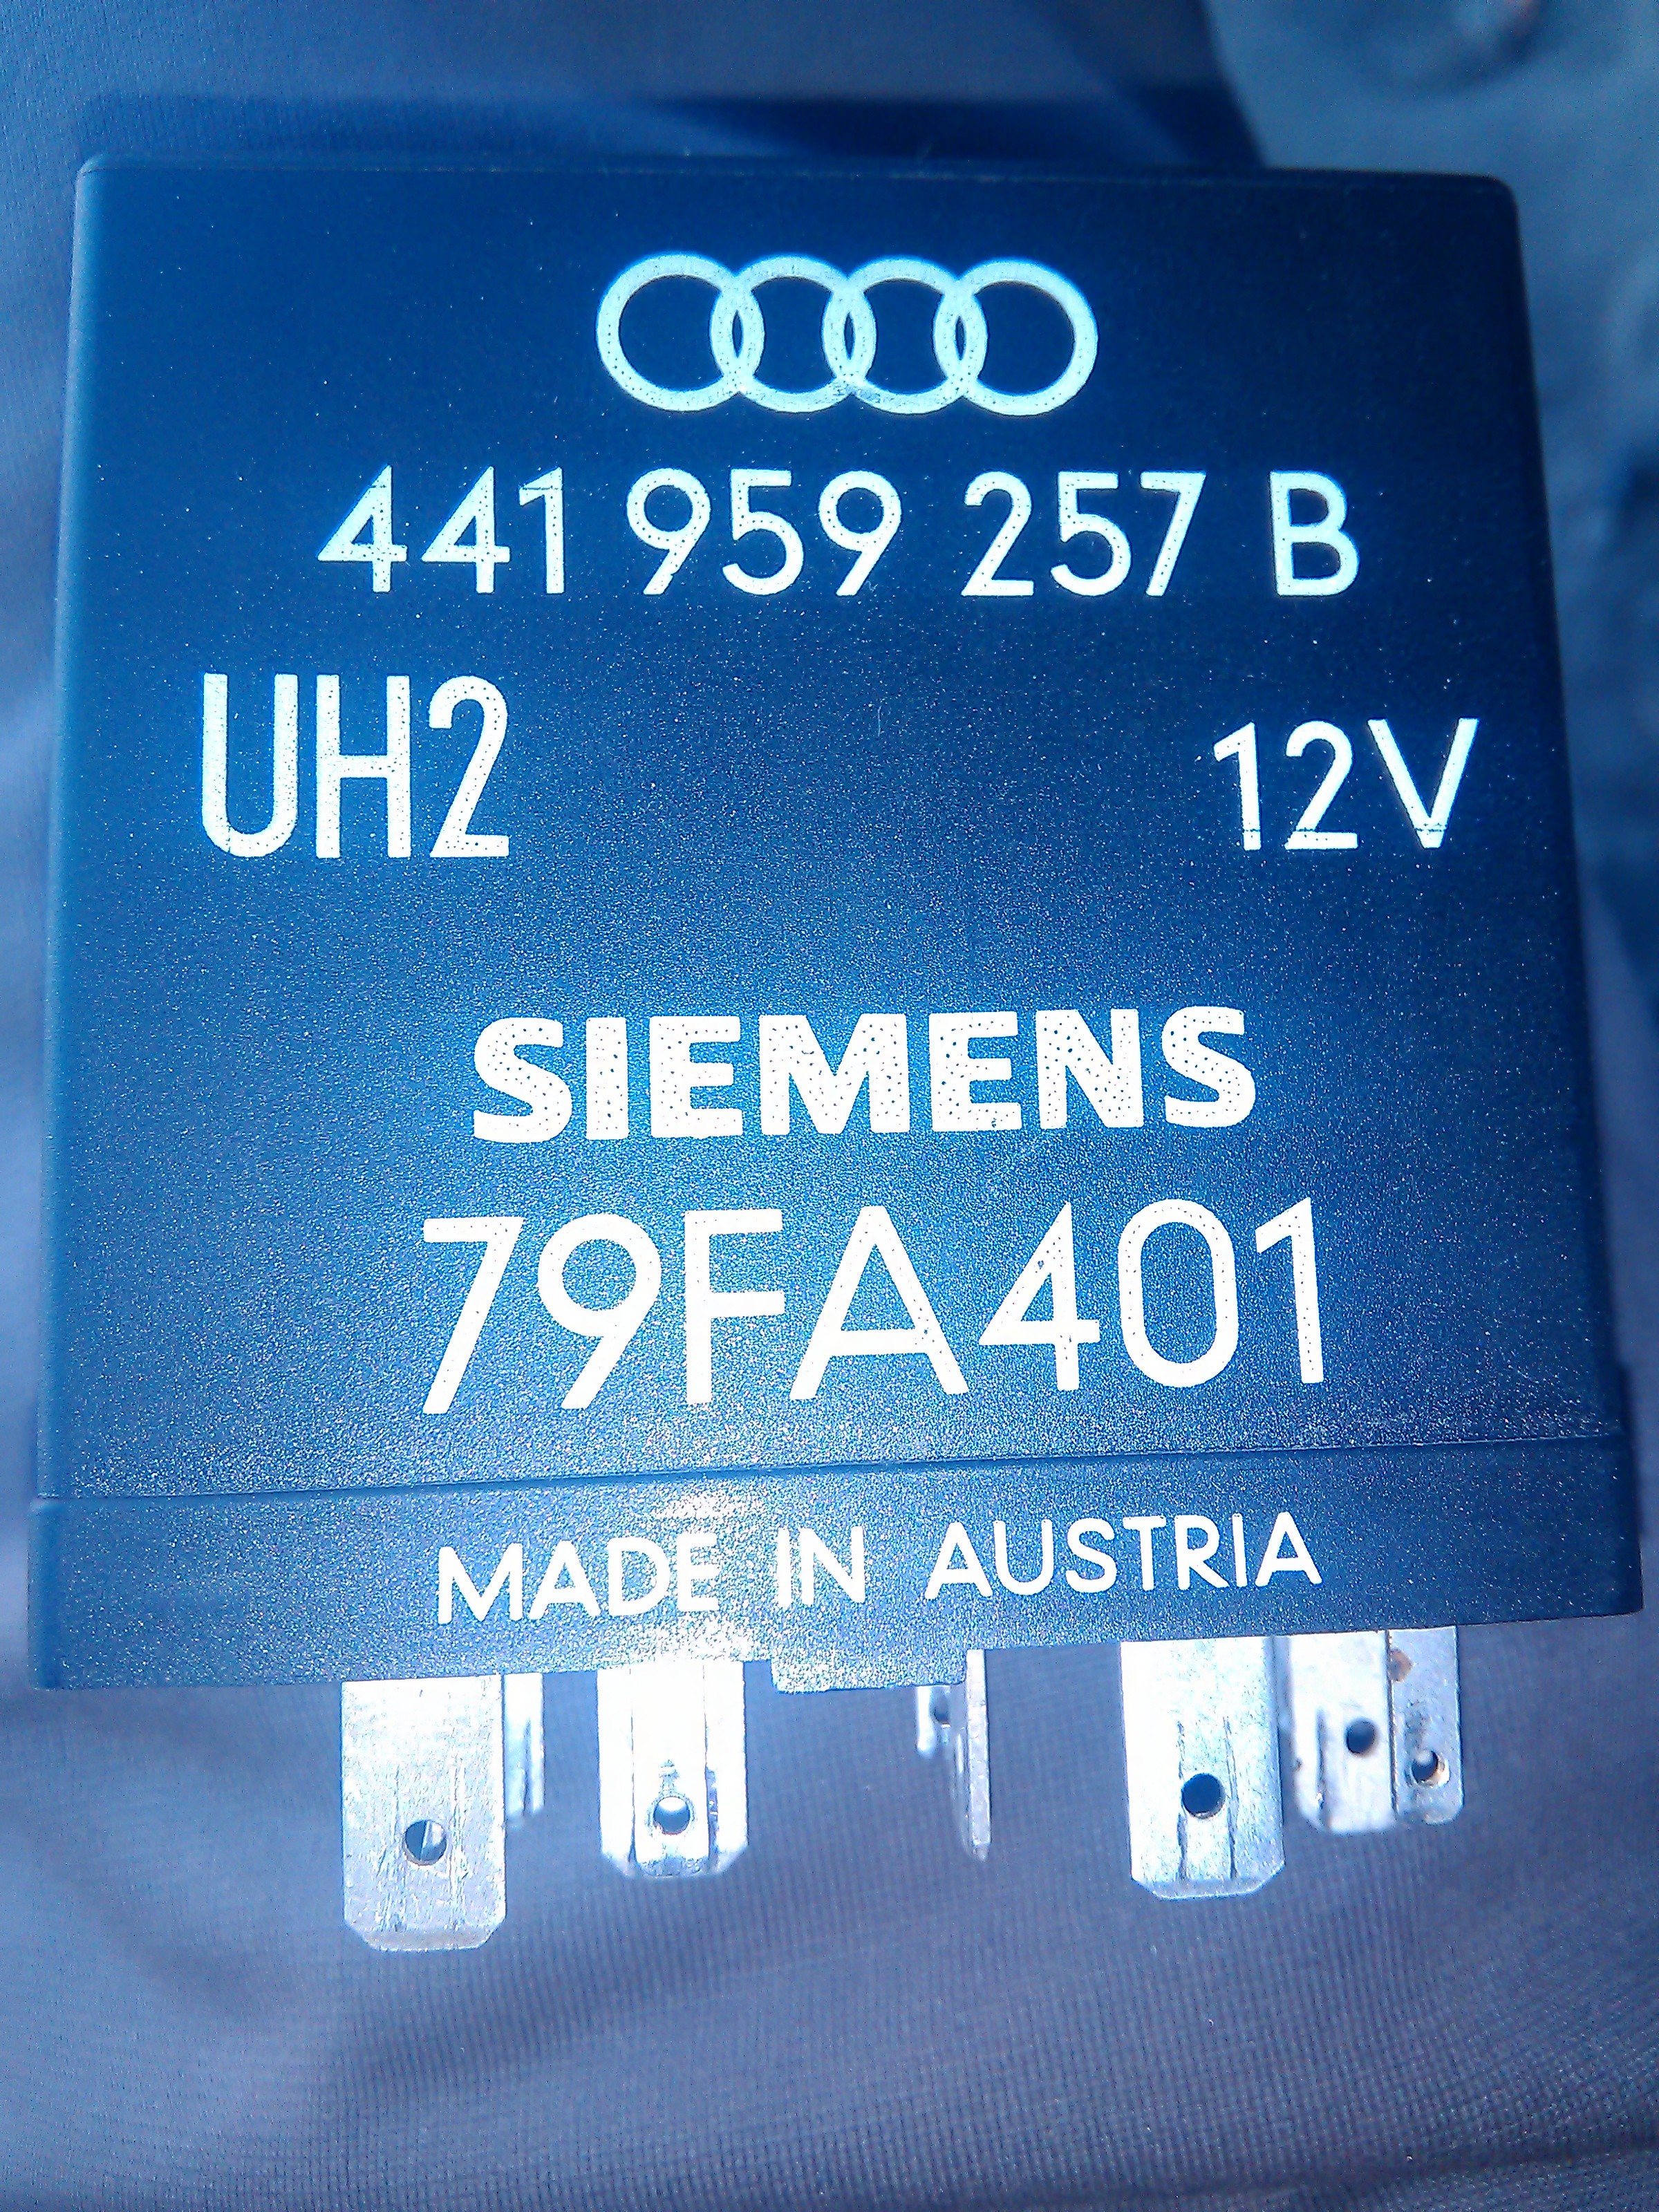 441 959 257 B
UH2 12V
SIEMENS
79FA401
MADE IN AUSTRIA